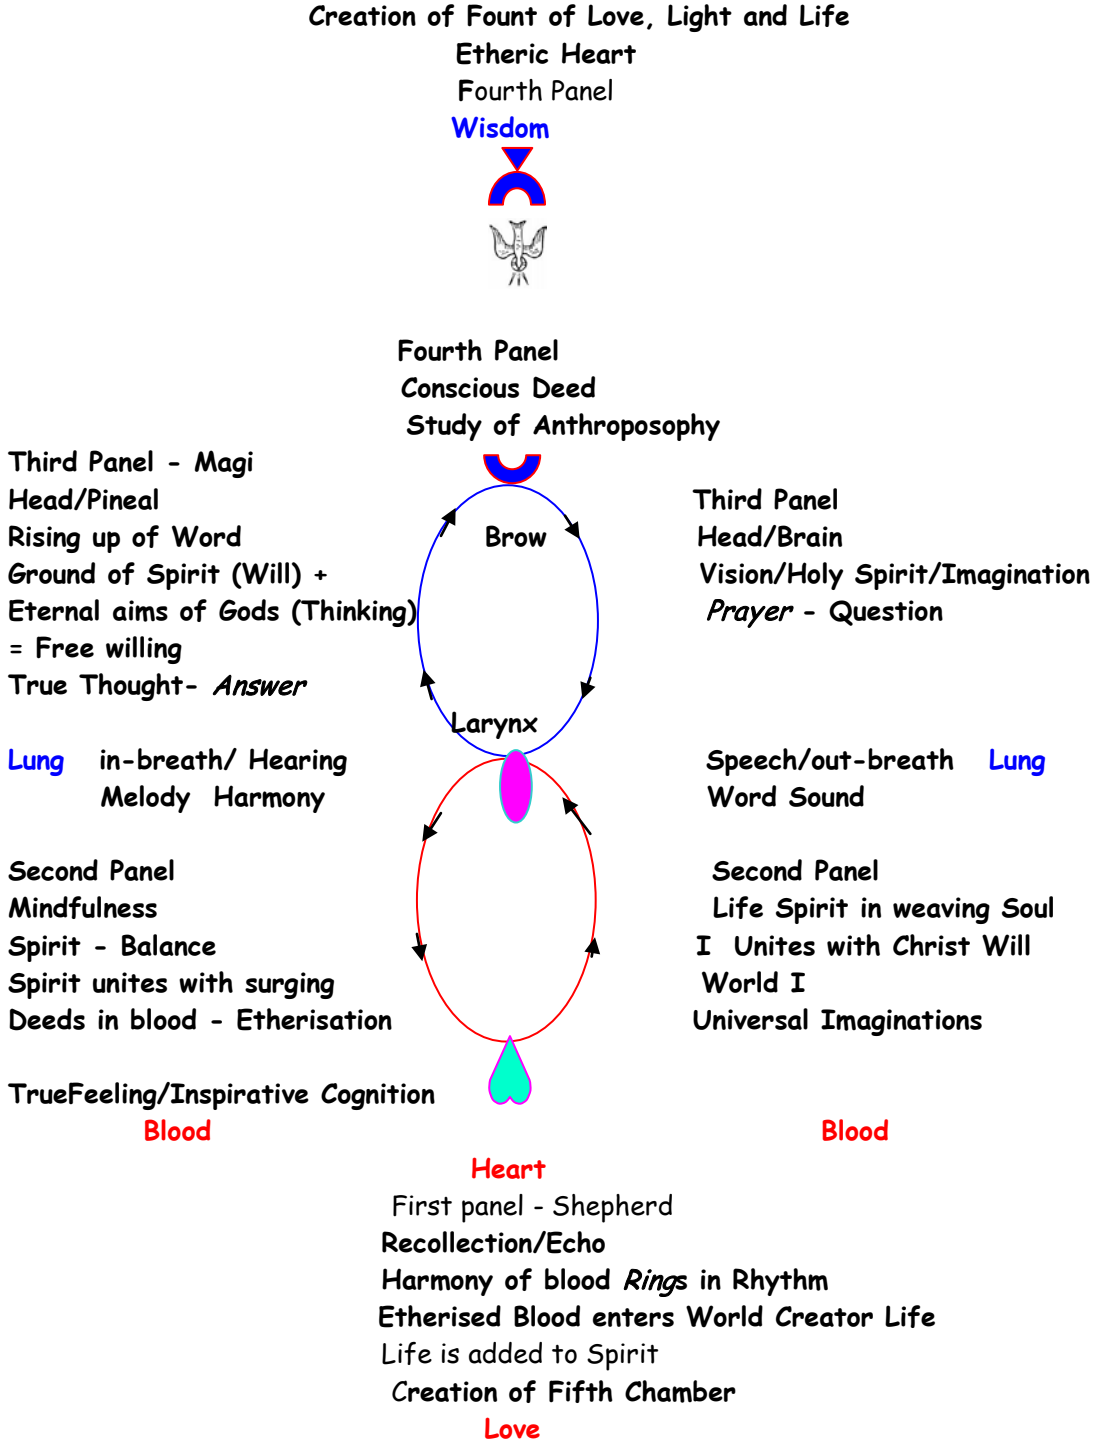 Creation of Fount of Love, Light and Life
Etheric Heart
Fourth Panel
Wisdom
Fourth Panel
Conscious Deed
Study of Anthroposophy
Third Panel - Magi
Head/Pineal
Rising up of Word
Ground of Spirit (Will) +
Eternal aims of Gods (Thinking)
= Free willing
True Thought- Answer
Brow
Third Panel
Head/Brain
Vision/Holy Spirit/Imagination
Prayer - Question
Larynx
Lung in-breath/ Hearing
Melody Harmony
Speech/out-breath Lung
Word Sound
Second Panel
Mindfulness
Spirit - Balance
Spirit unites with surging
Deeds in blood - Etherisation
TrueFeeling/Inspirative Cognition
Blood
Second Panel
Life Spirit in weaving Soul
I Unites with Christ Will
World I
Universal Imaginations
Blood
Heart
First panel - Shepherd
Recollection/Echo
Harmony of blood Rings in Rhythm
Etherised Blood enters World Creator Life
Life is added to Spirit
Creation of Fifth Chamber
Love